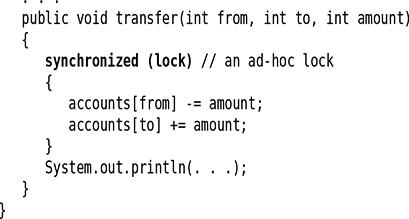 . . .
public void transfer(int from, int to, int amount)
{
synchronized (lock) // an ad-hoc lock
{
accounts[from] -= amount;
accounts[to] += amount;
}
System.out.println(. . .);
}
}